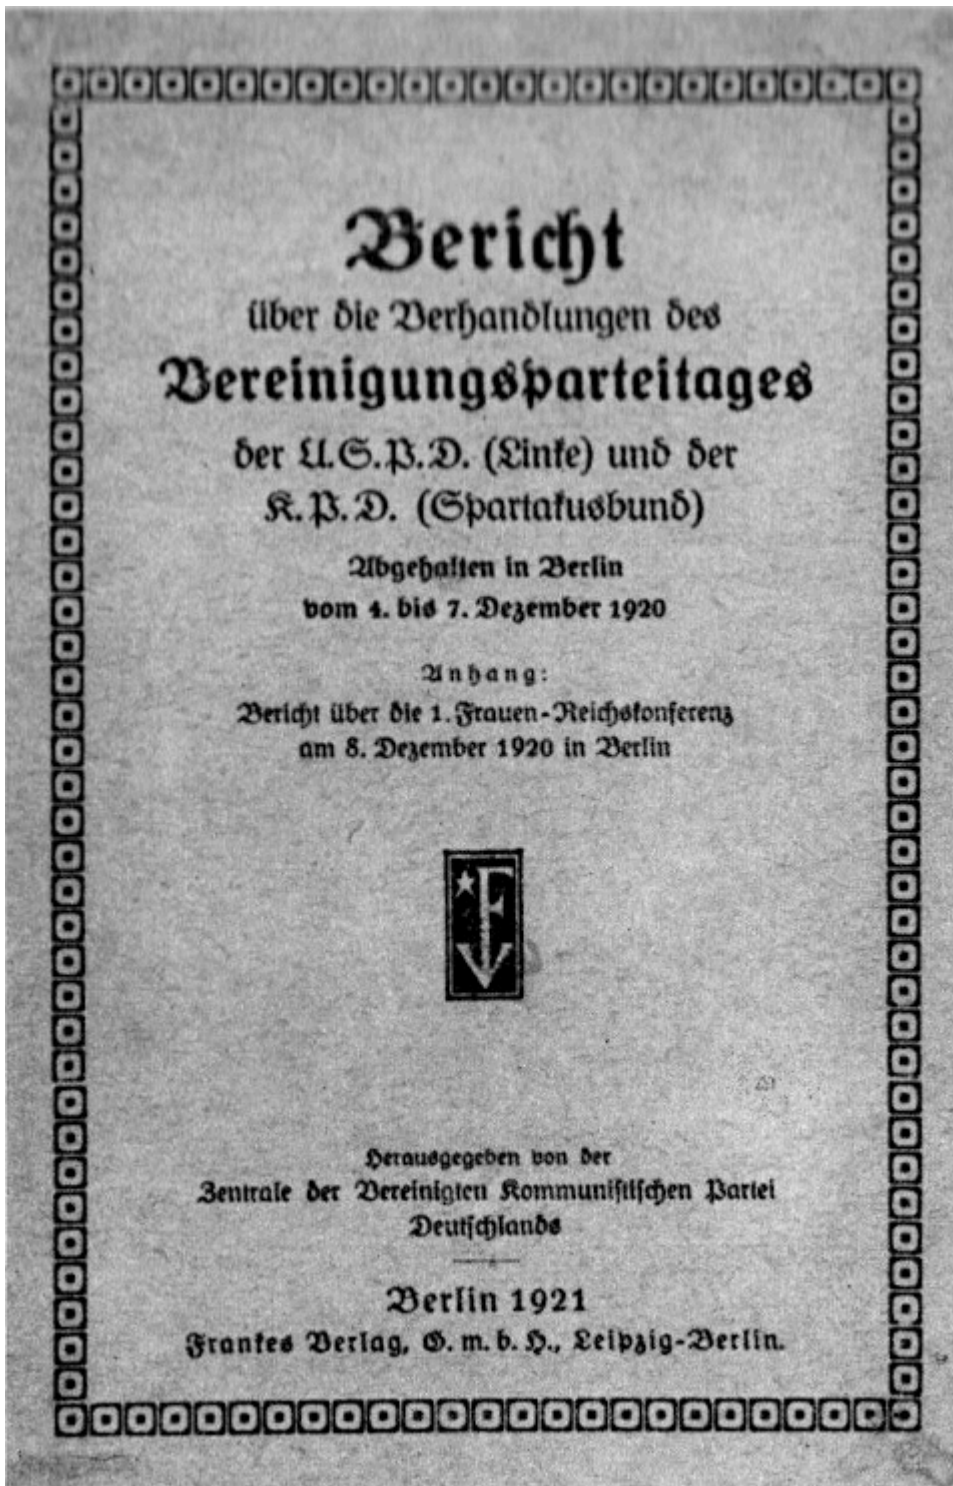 Bericht
über die Verhandlungen des
Vereinigungsparteitages
der U.S.P.D. (Linke) und der
K.P.D. (Spartakusbund)
Abgehalten in Berlin
vom 4. bis 7. Dezember 1920
Anhang:
Bericht über die 1. Frauen-Reichskonferenz
am 8. Dezember 1920 in Berlin
F
Herausgegeben von der
Zentrale der Vereinigten Kommunistischen Partei
Deutschlands
Berlin 1921
Frankes Verlag, G. m. b. H., Leipzig-Berlin.